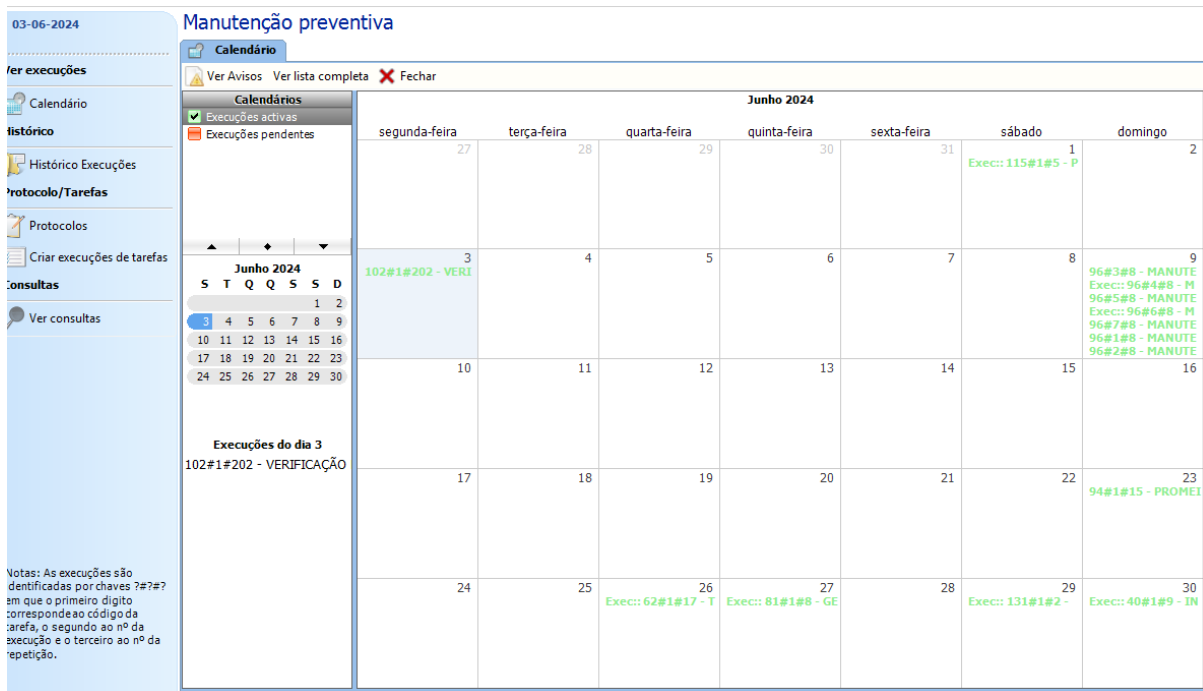 03-06-2024
Ver execuções
Calendário
Histórico
Histórico Execuções
Protocolo/Tarefas
Protocolos
Criar execuções de tarefas
Consultas
Ver consultas
Notas: As execuções são
identificadas por chaves ?#?#?
em que o primeiro digito
corresponde ao código da
tarefa, o segundo ao nº da
execução e o terceiro ao nº da
repetição.
Manutenção preventiva
Calendário
Ver Avisos Ver lista completa Fechar
Calendários
Execuções activas
Execuções pendentes
Junho 2024
S T Q Q S S D
1 2
3 4 5 6 7 8 9
10 11 12 13 14 15 16
17 18 19 20 21 22 23
24 25 26 27 28 29 30
Execuções do dia 3
102#1#202 - VERIFICAÇÃO
Junho 2024
segunda-feira terça-feira quarta-feira quinta-feira sexta-feira sábado domingo
27 28 29 30 31 1 2
Exec:: 115#1#5 - P
3 4 5 6 7 8 9
102#1#202 - VERI 96#3#8 - MANUTE
Exec:: 96#4#8 - M
96#5#8 - MANUTE
Exec:: 96#6#8 - M
96#7#8 - MANUTE
96#1#8 - MANUTE
96#2#8 - MANUTE
10 11 12 13 14 15 16
17 18 19 20 21 22 23
94#1#15 - PROMEI
24 25 26 27 28 29 30
Exec:: 62#1#17 - T Exec:: 81#1#8 - GE Exec:: 131#1#2 - Exec:: 40#1#9 - IN